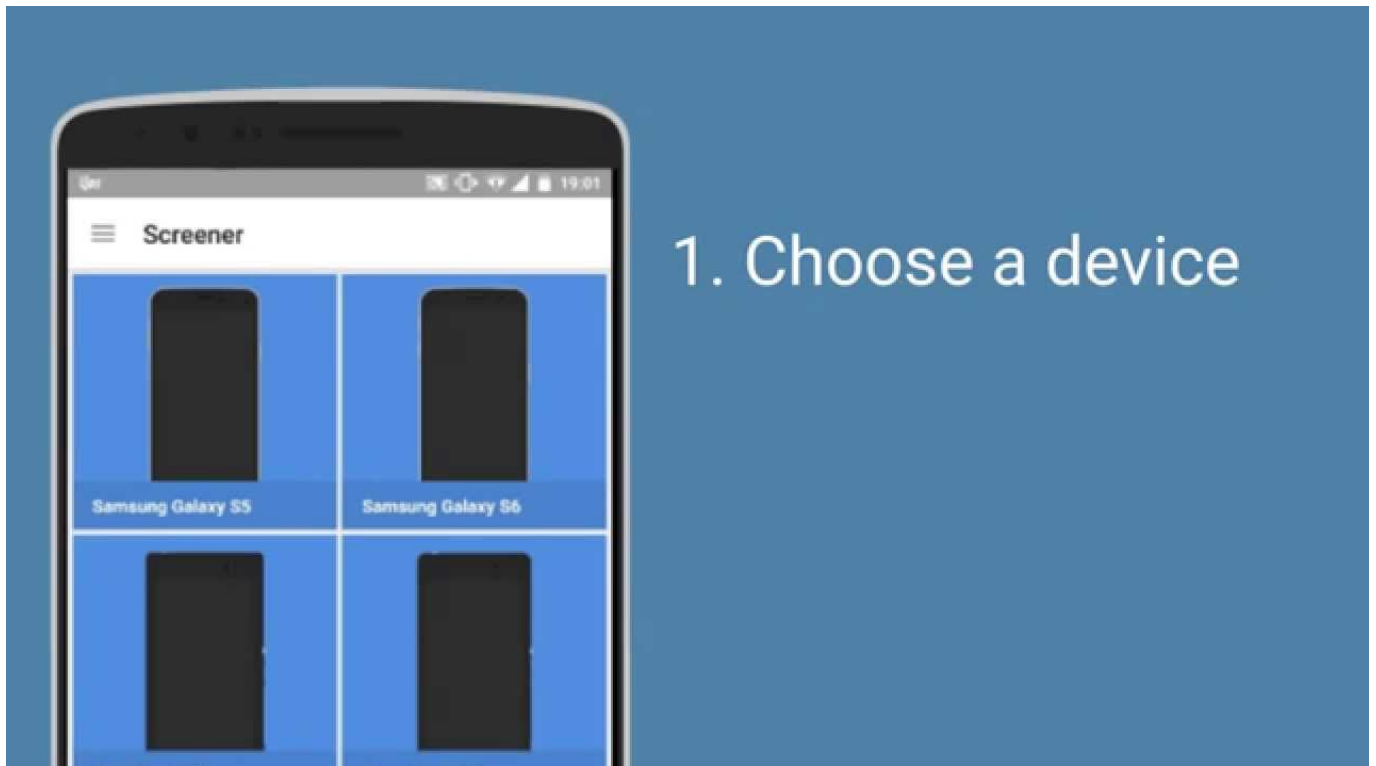 19:01
Screener
1. Choose a device
Samsung Galaxy S5
Samsung Galaxy S6